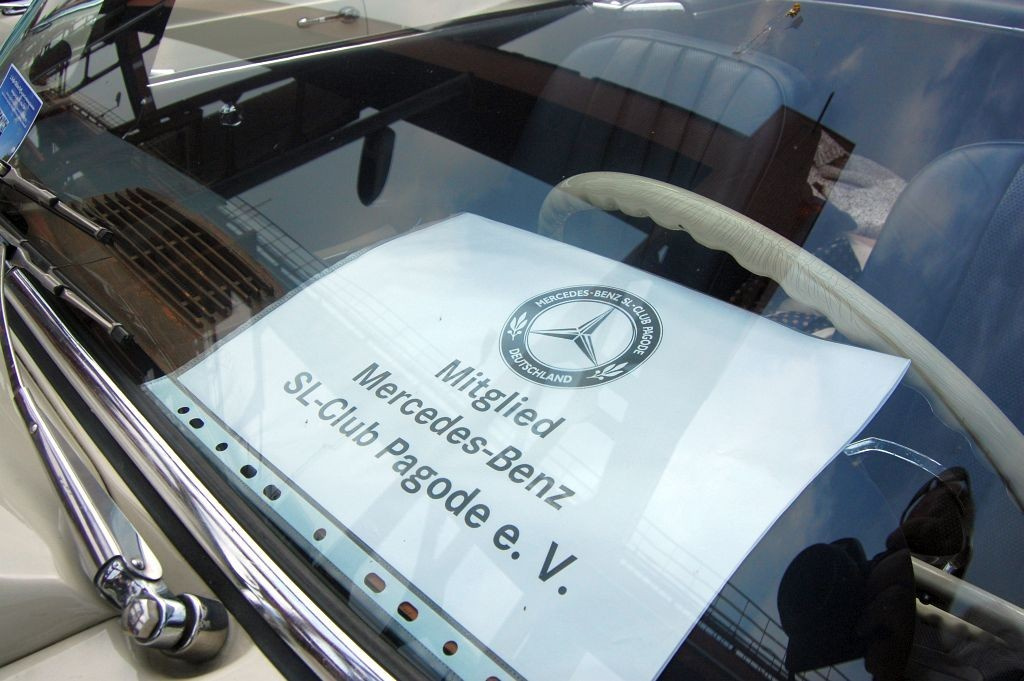 MERCEDES-BENZ SL-CLUB PAGODE
DEUTSCHLAND
Mitglied
Mercedes-Benz
SL-Club Pagode e. V.